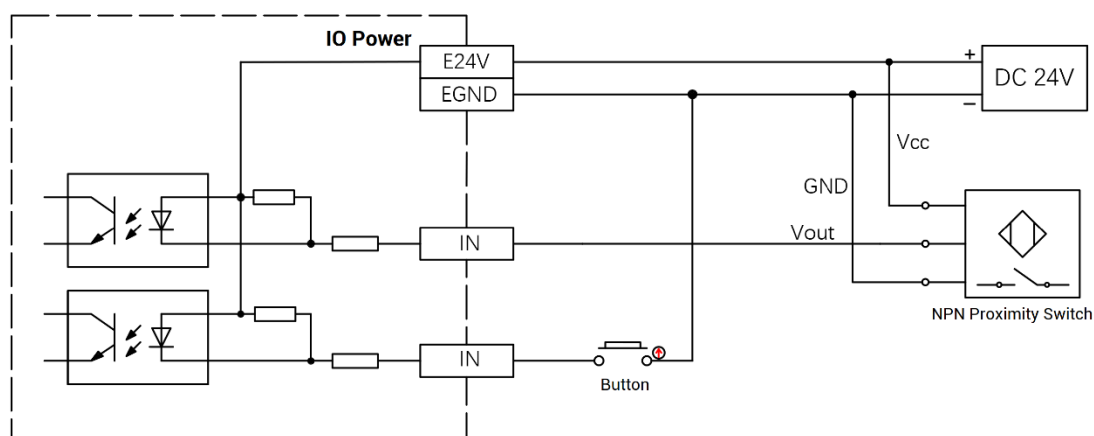 IO Power
E24V
EGND
+
DC 24V
−
Vcc
GND
Vout
IN
NPN Proximity Switch
IN
Button